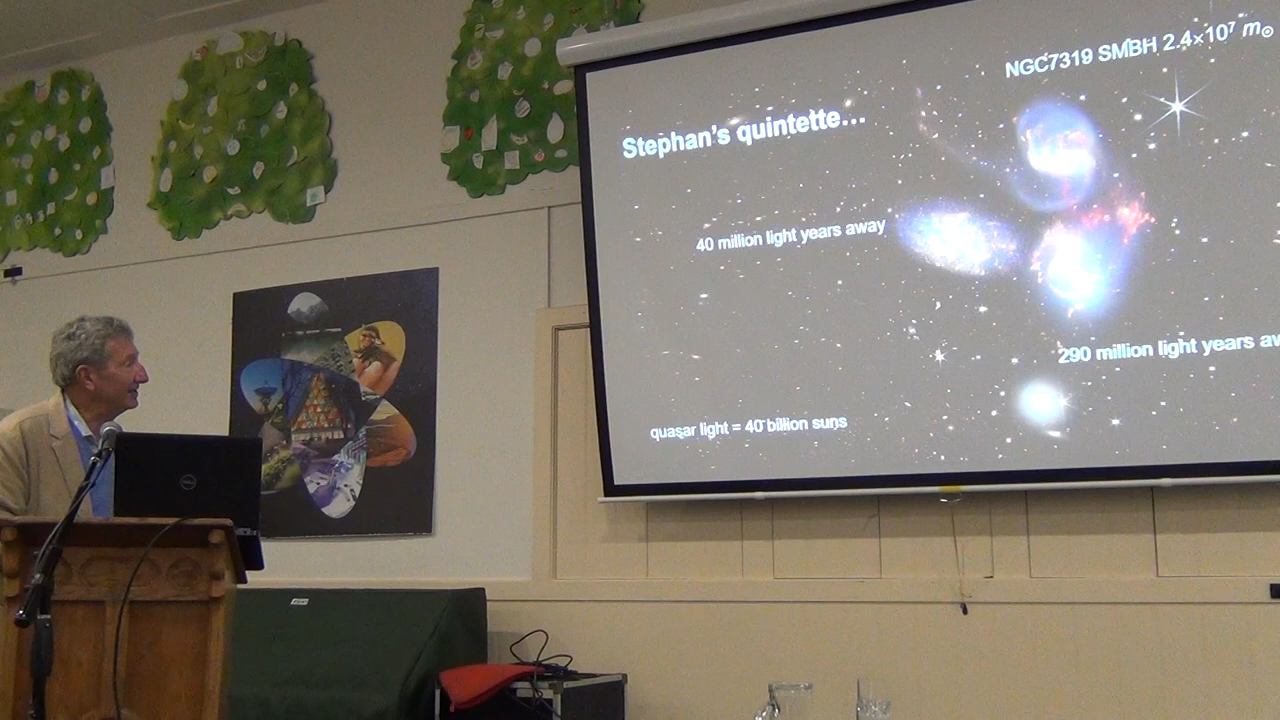 NGC7319 SMBH 2.4×10⁷ m☉
Stephan's quintette...
40 million light years away
290 million light years aw
quasar light = 40 billion suns
DELL